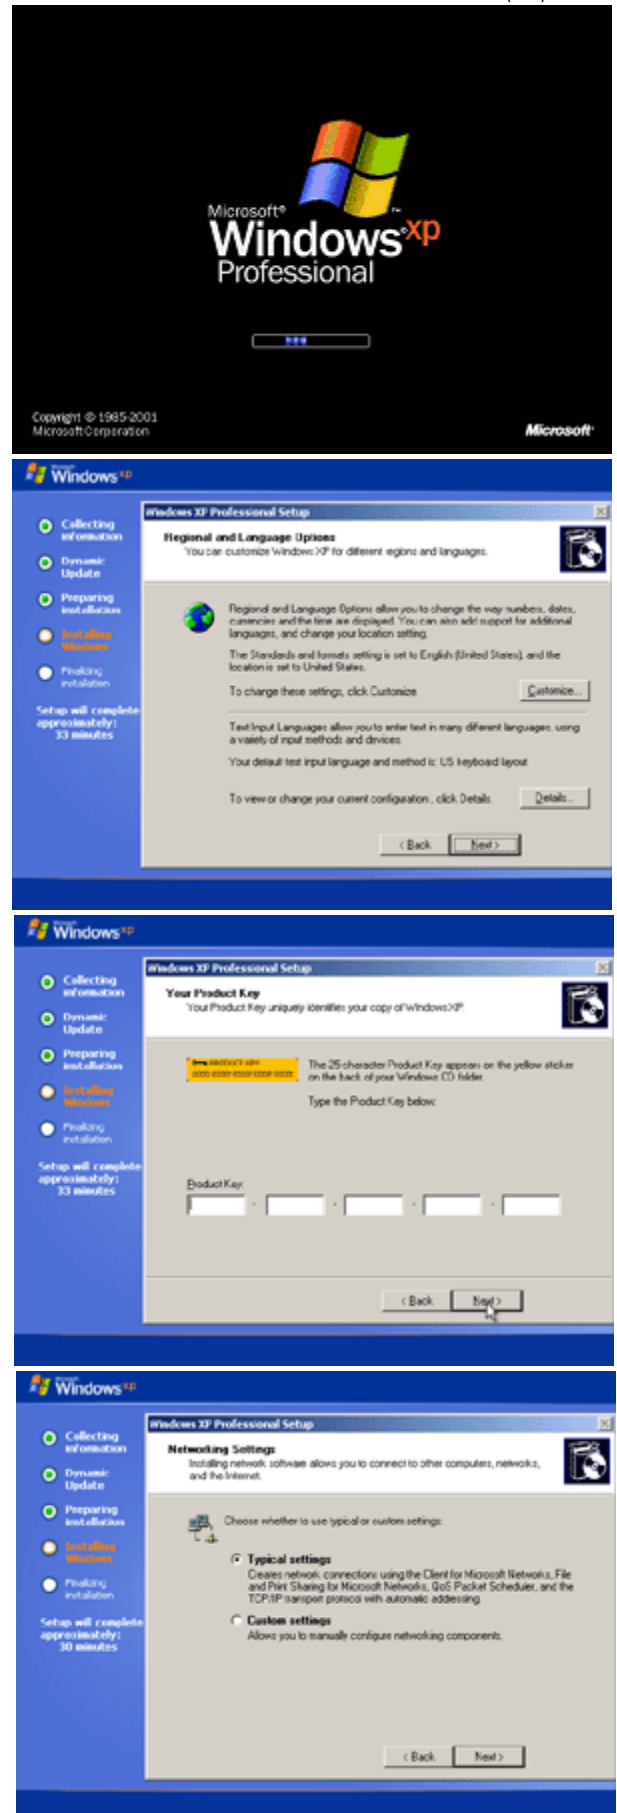 Microsoft®
Windows xp
Professional
Copyright © 1985-2001
Microsoft Corporation
Microsoft
Windows xp
Collecting
information
Dynamic
Update
Preparing
installation
Installing
Windows
Finalizing
installation
Setup will complete
approximately:
33 minutes
Windows XP Professional Setup
Regional and Language Options
You can customize Windows XP for different regions and languages.
Regional and Language Options allow you to change the way numbers, dates,
currencies and the time are displayed. You can also add support for additional
languages, and change your location setting.
The Standards and formats setting is set to English (United States), and the
location is set to United States.
To change these settings, click Customize.
Customize...
Text Input Languages allow you to enter text in many different languages, using
a variety of input methods and devices.
Your default text input language and method is: US keyboard layout
To view or change your current configuration, click Details.
Details...
< Back
Next >
Windows xp
Collecting
information
Dynamic
Update
Preparing
installation
Installing
Windows
Finalizing
installation
Setup will complete
approximately:
33 minutes
Windows XP Professional Setup
Your Product Key
Your Product Key uniquely identifies your copy of Windows XP.
PRODUCT KEY
The 25-character Product Key appears on the yellow sticker
on the back of your Windows CD folder.
Type the Product Key below:
Product Key:
- - - -
< Back
Next >
Windows xp
Collecting
information
Dynamic
Update
Preparing
installation
Installing
Windows
Finalizing
installation
Setup will complete
approximately:
30 minutes
Windows XP Professional Setup
Networking Settings
Installing network software allows you to connect to other computers, networks,
and the Internet.
Choose whether to use typical or custom settings:
Typical settings
Creates network connections using the Client for Microsoft Networks, File
and Print Sharing for Microsoft Networks, QoS Packet Scheduler, and the
TCP/IP transport protocol with automatic addressing.
Custom settings
Allows you to manually configure networking components.
< Back
Next >